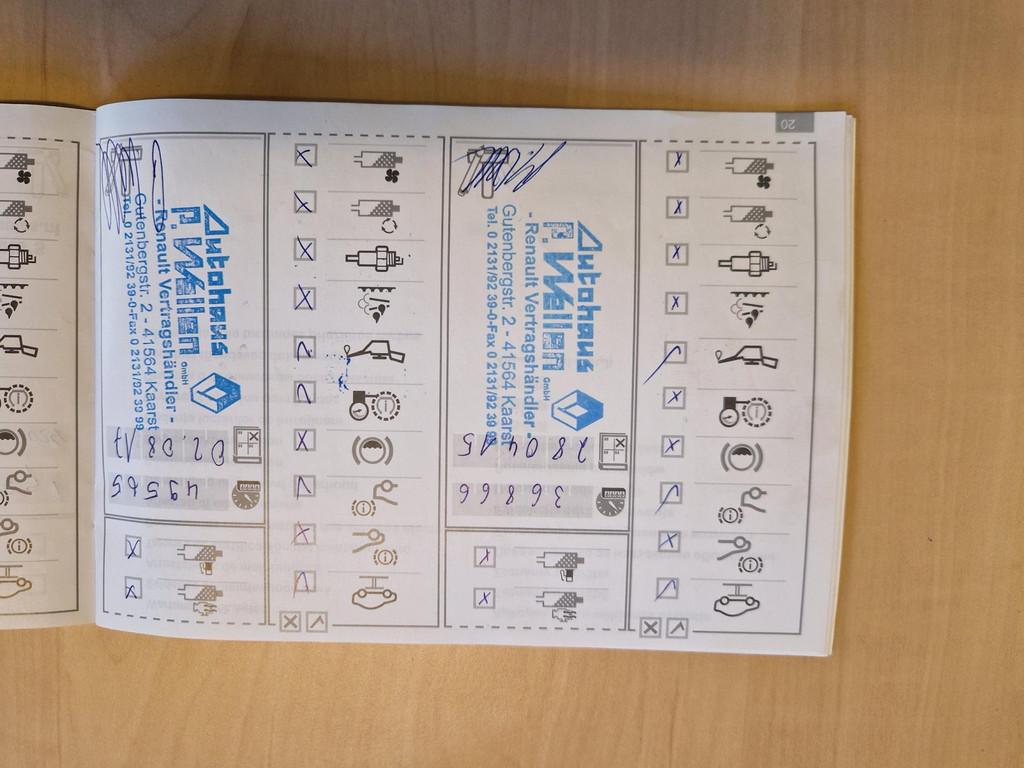 20
36866
28 04 15
Autohaus
P. Wellen
GmbH
- Renault Vertragshändler -
Gutenbergstr. 2 - 41564 Kaarst
Tel. 0 2131/92 39-0-Fax 0 2131/92 39 99
49565
02.08 17
Autohaus
P. Wellen
GmbH
- Renault Vertragshändler -
Gutenbergstr. 2 - 41564 Kaarst
Tel. 0 2131/92 39-0-Fax 0 2131/92 39 99